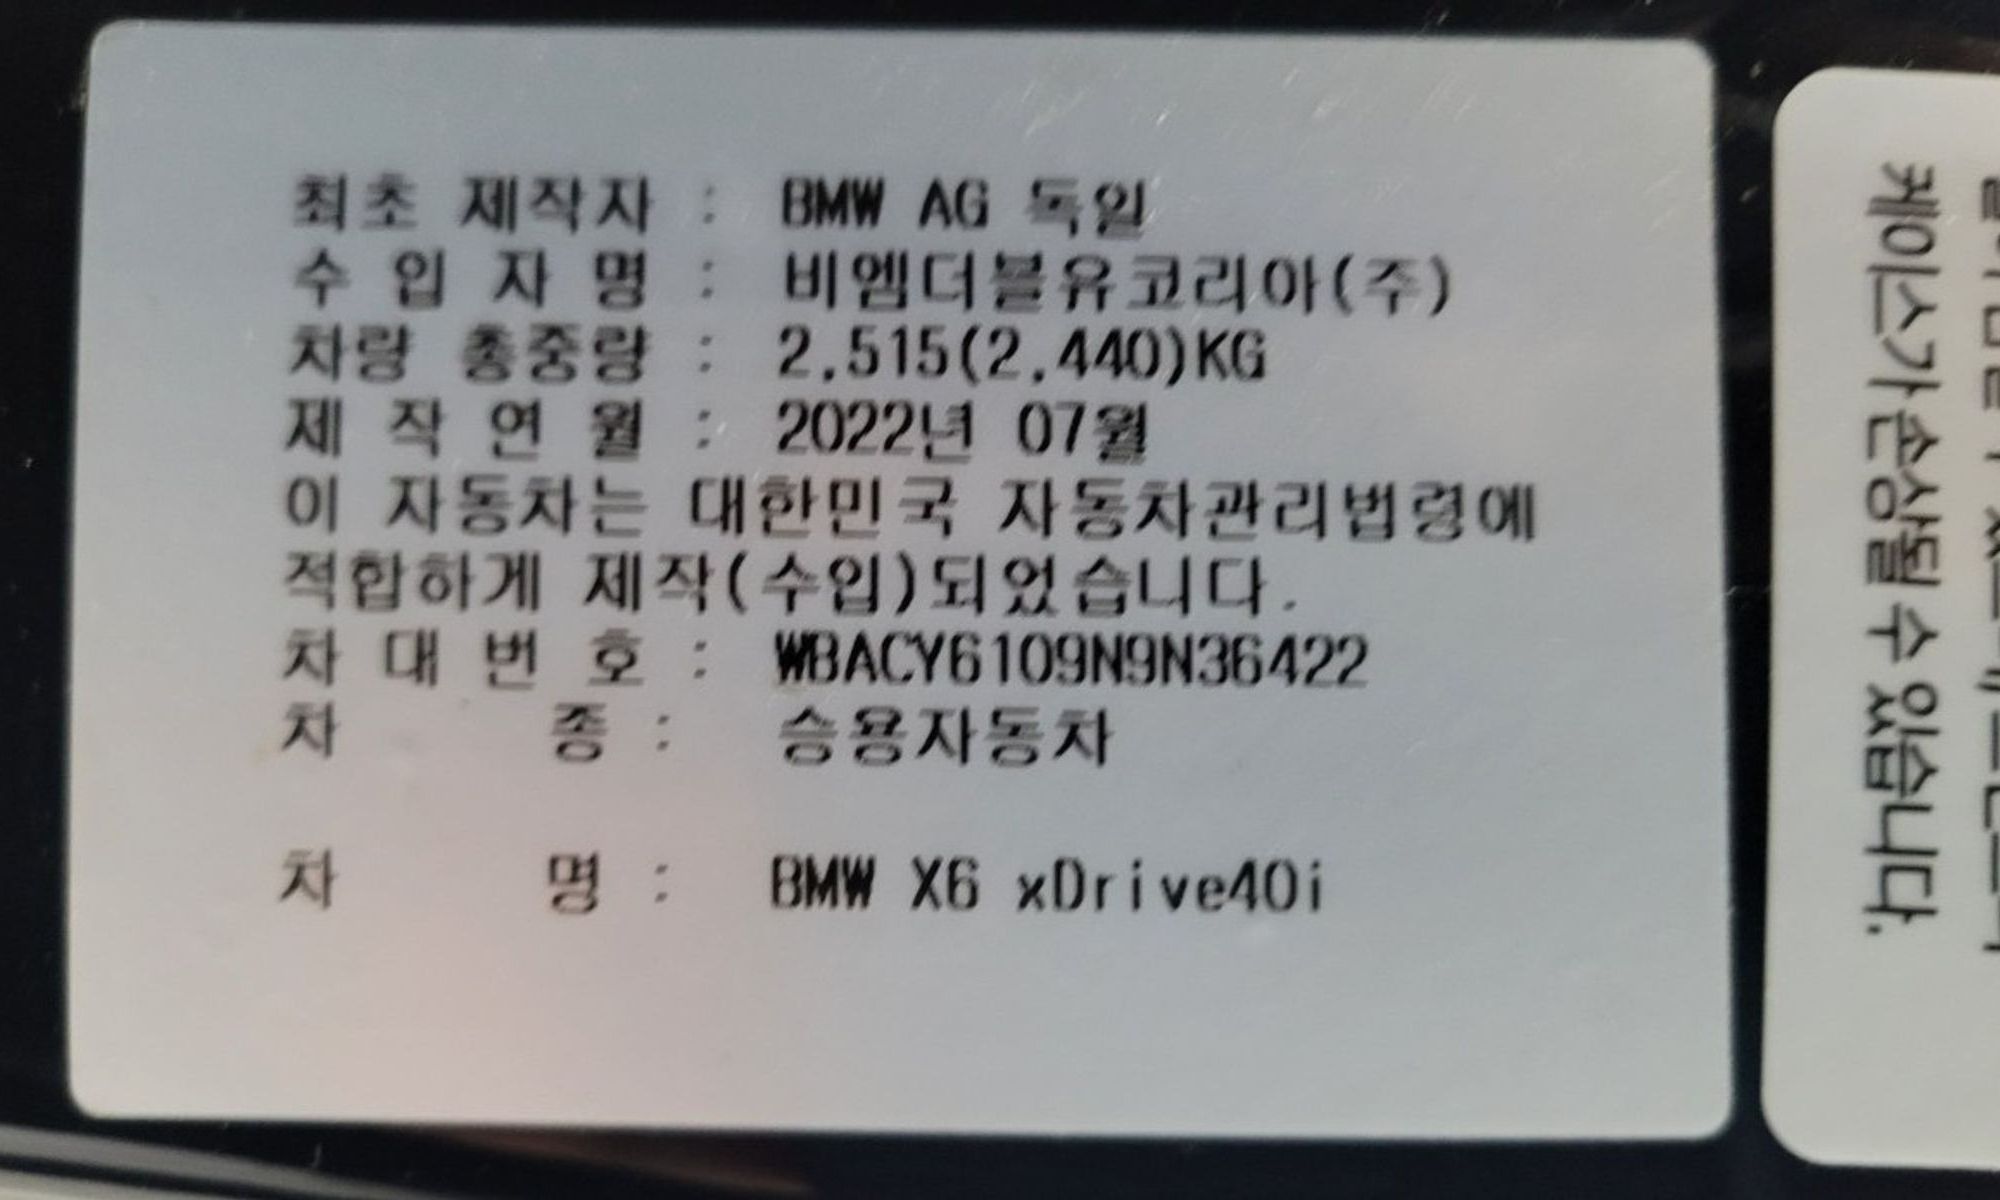 최초 제작자 : BMW AG 독일
수 입 자 명 : 비엠더블유코리아(주)
차량 총중량 : 2,515(2,440)KG
제 작 연 월 : 2022년 07월
이 자동차는 대한민국 자동차관리법령에
적합하게 제작(수입)되었습니다.
차 대 번 호 : WBACY6109N9N36422
차 종 : 승용자동차
차 명 : BMW X6 xDrive40i
케이스가 손상될 수 있습니다.